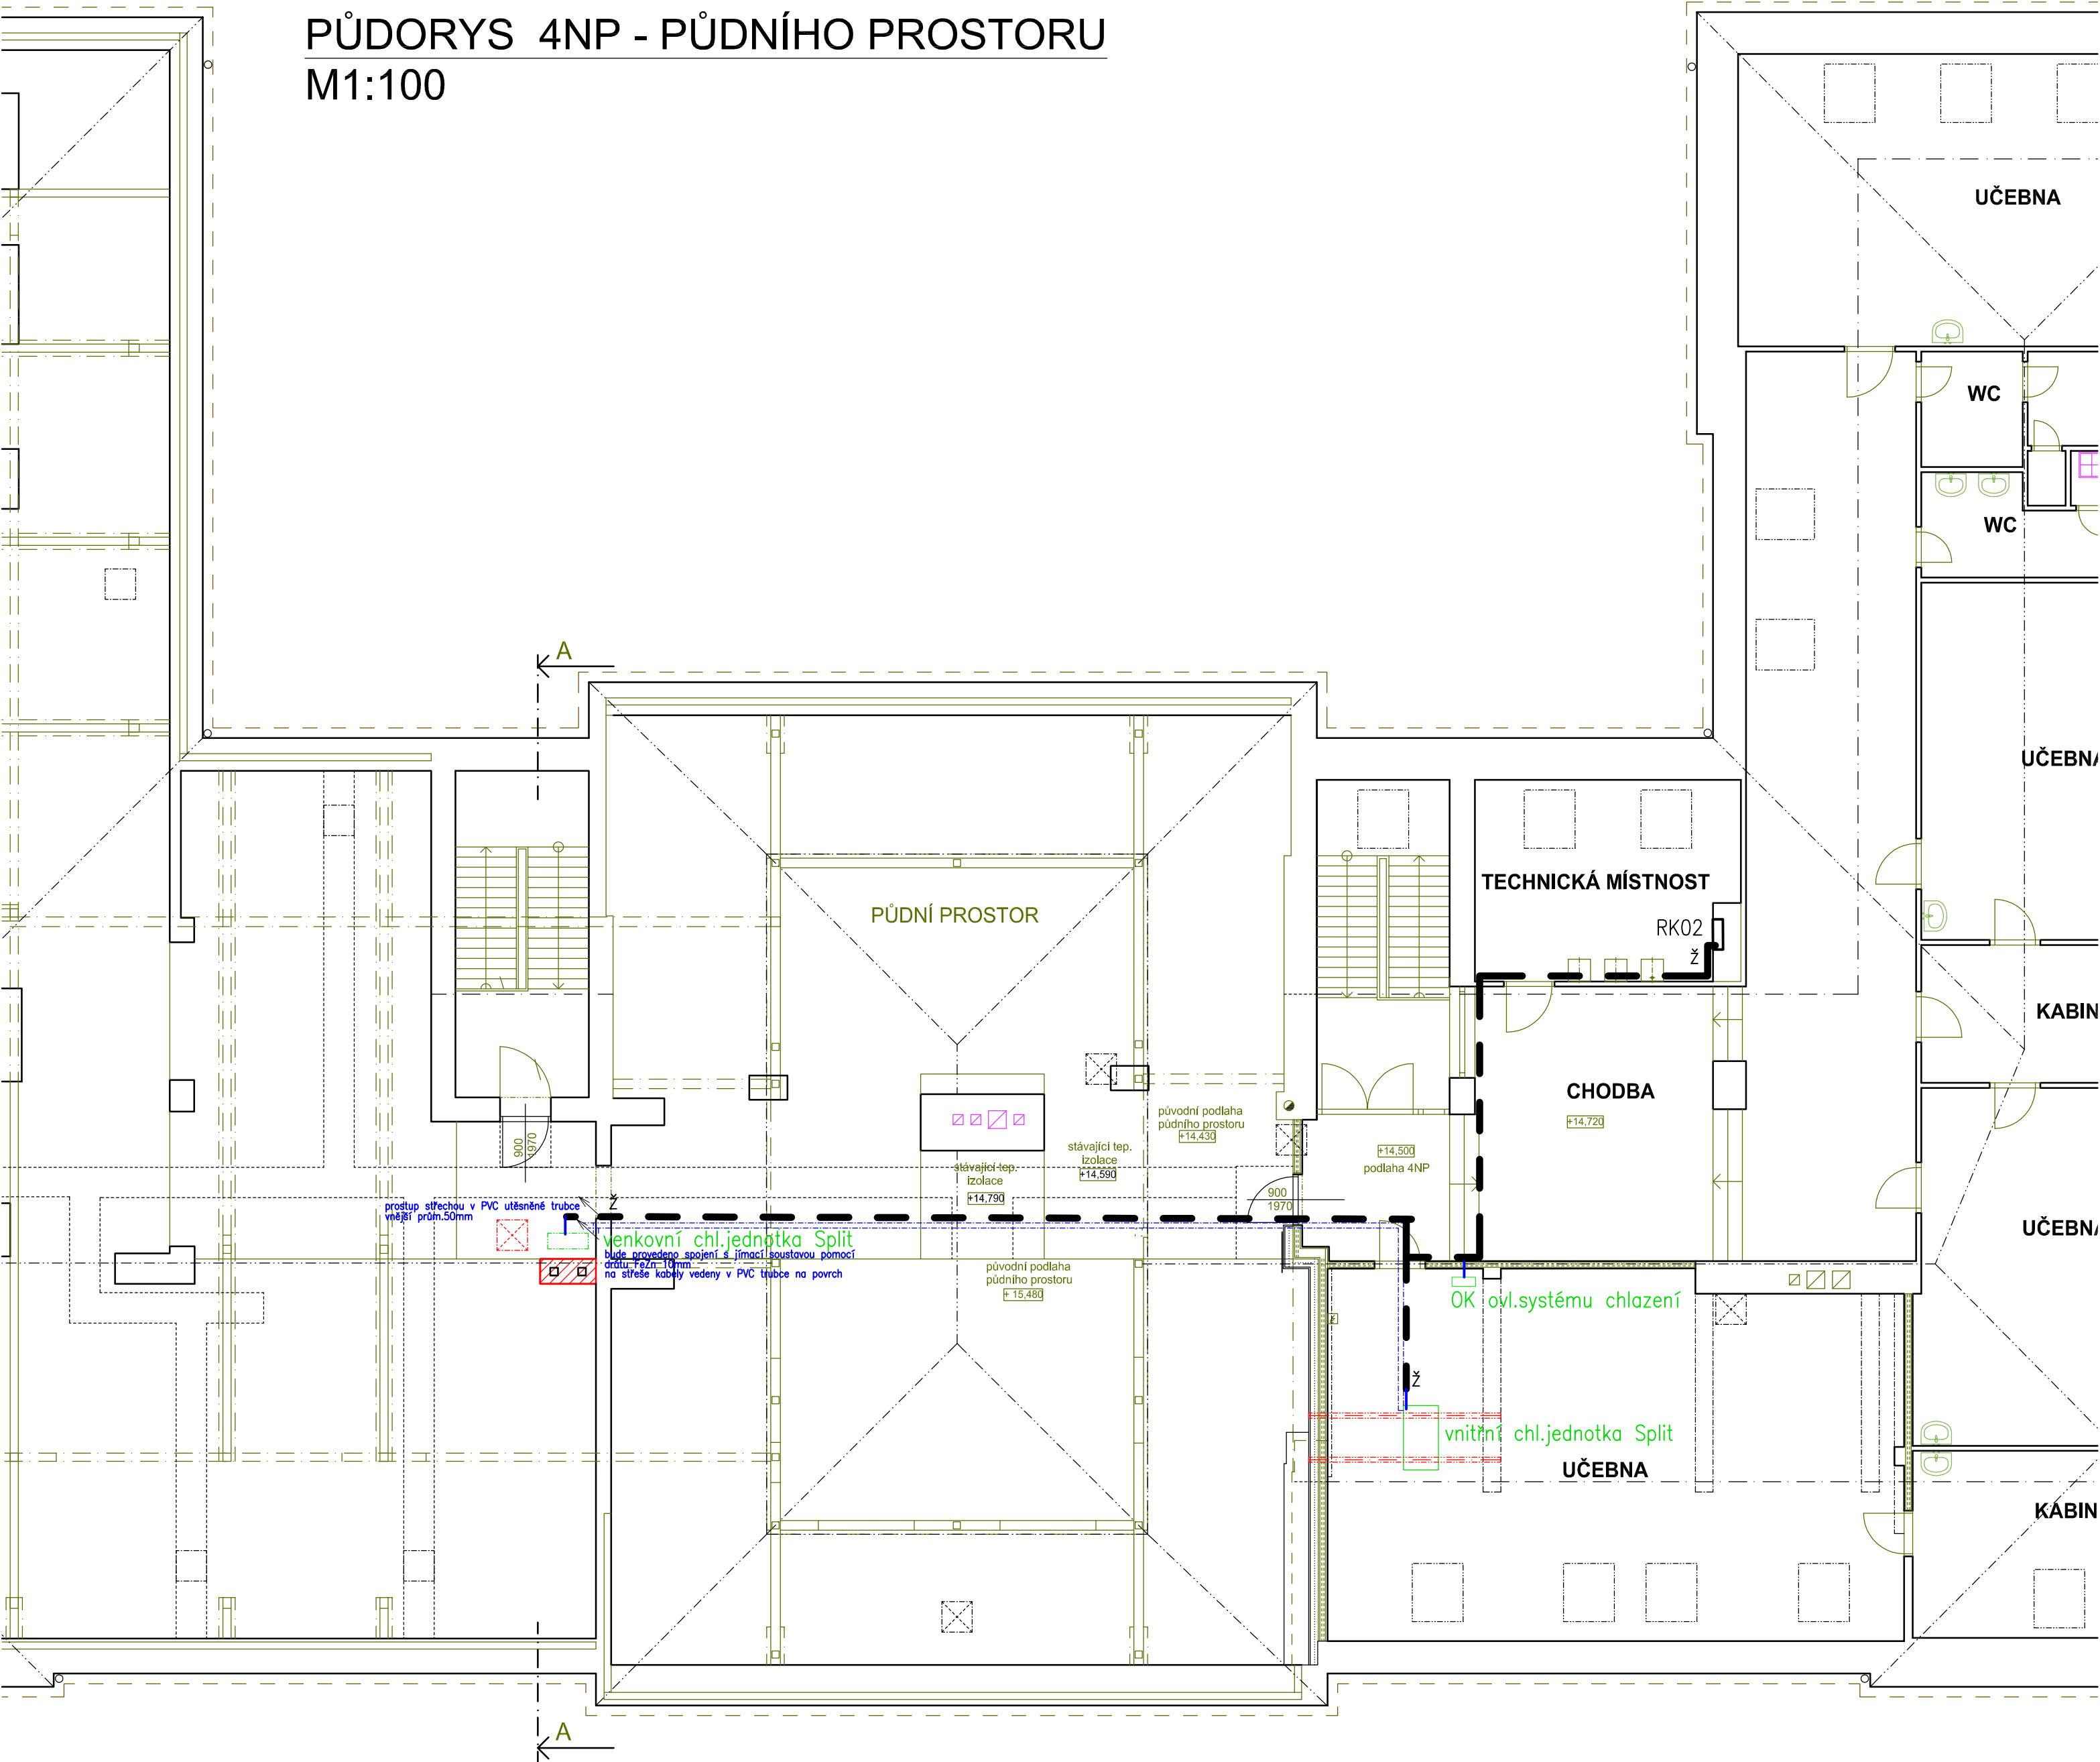 PŮDORYS 4NP - PŮDNÍHO PROSTORU
M1:100
UČEBNA
WC
WC
A
UČEBNA
TECHNICKÁ MÍSTNOST
PŮDNÍ PROSTOR
RK02
ž
KABIN
CHODBA
+14,720
původní podlaha
půdního prostoru
+14,430
900
1970
stávající tep.
izolace
+14,590
+14,500
podlaha 4NP
stávající tep.
izolace
+14,790
900
1970
prostup střechou v PVC utěsněné trubce
vnější prům.50mm
ž
UČEBNA
venkovní chl.jednotka Split
bude provedeno spojení s jímací soustavou pomocí
drátu FeZn 10mm
na střeše kabely vedeny v PVC trubce na povrch
původní podlaha
půdního prostoru
+ 15,480
OK ovl.systému chlazení
ž
vnitřní chl.jednotka Split
UČEBNA
KABIN
A